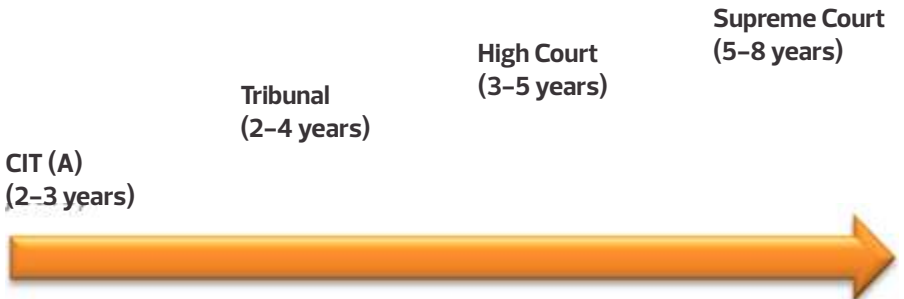 CIT (A)
(2–3 years)
Tribunal
(2–4 years)
High Court
(3–5 years)
Supreme Court
(5–8 years)